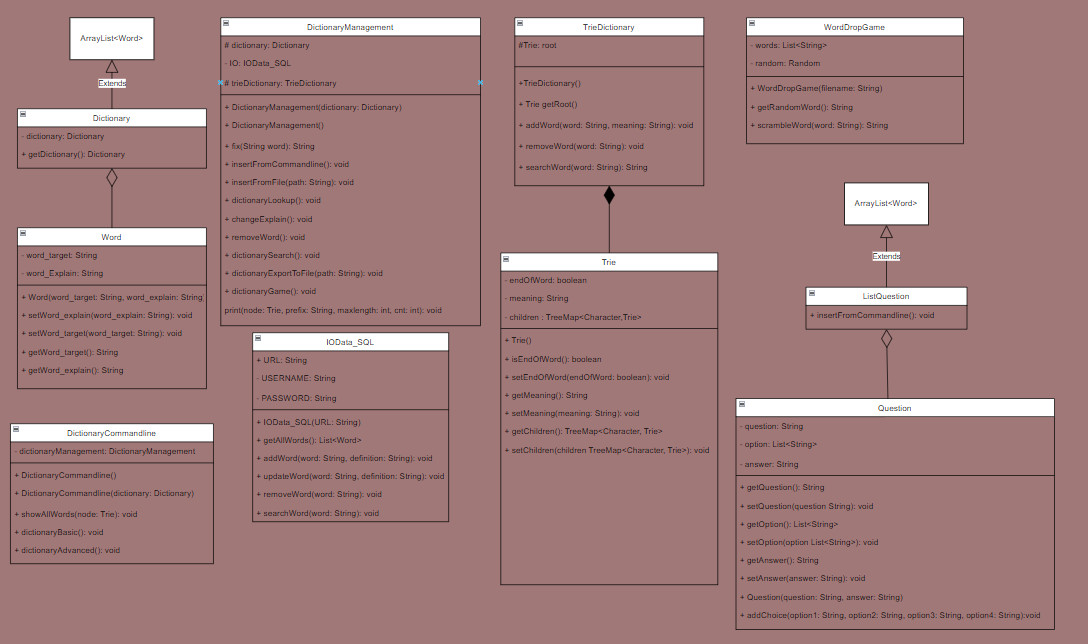 ArrayList<Word>
Extends
Dictionary
- dictionary: Dictionary
+ getDictionary(): Dictionary
Word
- word_target: String
- word_Explain: String
+ Word(word_target: String, word_explain: String
+ setWord_explain(word_explain: String): void
+ setWord_target(word_target: String): void
+ getWord_target(): String
+ getWord_explain(): String
DictionaryCommandline
- dictionaryManagement: DictionaryManagement
+ DictionaryCommandline()
+ DictionaryCommandline(dictionary: Dictionary)
+ showAllWords(node: Trie): void
+ dictionaryBasic(): void
+ dictionaryAdvanced(): void
DictionaryManagement
# dictionary: Dictionary
- IO: IOData_SQL
# trieDictionary: TrieDictionary
+ DictionaryManagement(dictionary: Dictionary)
+ DictionaryManagement()
+ fix(String word): String
+ insertFromCommandline(): void
+ insertFromFile(path: String): void
+ dictionaryLookup(): void
+ changeExplain(): void
+ removeWord(): void
+ dictionarySearch(): void
+ dictionaryExportToFile(path: String): void
+ dictionaryGame(): void
print(node: Trie, prefix: String, maxlength: int, cnt: int): void
IOData_SQL
+ URL: String
- USERNAME: String
- PASSWORD: String
+ IOData_SQL(URL: String)
+ getAllWords(): List<Word>
+ addWord(word: String, definition: String): void
+ updateWord(word: String, definition: String): void
+ removeWord(word: String): void
+ searchWord(word: String): void
TrieDictionary
#Trie: root
+TrieDictionary()
+ Trie getRoot()
+ addWord(word: String, meaning: String): void
+ removeWord(word: String): void
+ searchWord(word: String): String
Trie
- endOfWord: boolean
- meaning: String
- children : TreeMap<Character,Trie>
+ Trie()
+ isEndOfWord(): boolean
+ setEndOfWord(endOfWord: boolean): void
+ getMeaning(): String
+ setMeaning(meaning: String): void
+ getChildren(): TreeMap<Character, Trie>
+ setChildren(children TreeMap<Character, Trie>): void
WordDropGame
- words: List<String>
- random: Random
+ WordDropGame(filename: String)
+ getRandomWord(): String
+ scrambleWord(word: String): String
ArrayList<Word>
Extends
ListQuestion
+ insertFromCommandline(): void
Question
- question: String
- option: List<String>
- answer: String
+ getQuestion(): String
+ setQuestion(question String): void
+ getOption(): List<String>
+ setOption(option List<String>): void
+ getAnswer(): String
+ setAnswer(answer: String): void
+ Question(question: String, answer: String)
+ addChoice(option1: String, option2: String, option3: String, option4: String):void